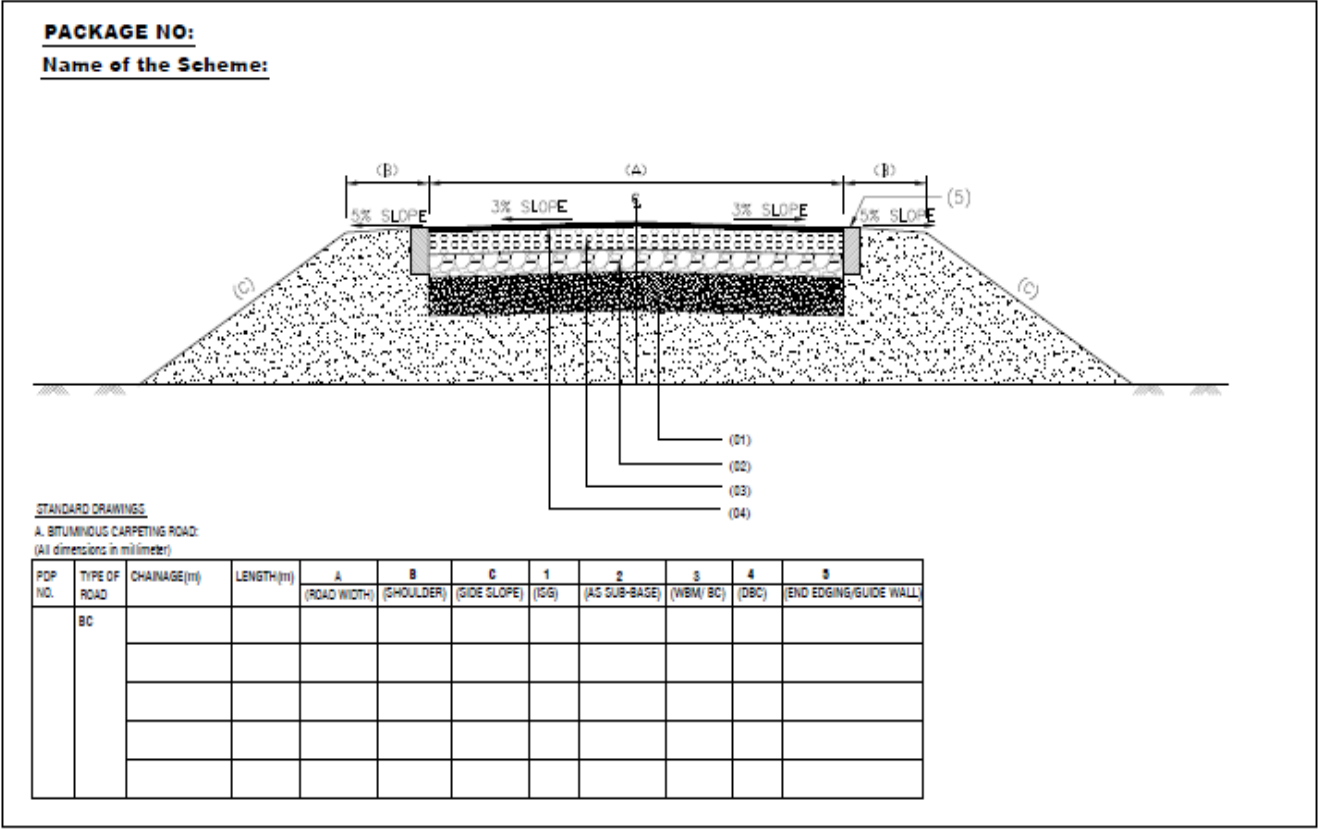 PACKAGE NO:
Name of the Scheme:
(B) (A) (B)
5% SLOPE 3% SLOPE ℄ 3% SLOPE 5% SLOPE (5)
(C) (C)
(01)
(02)
(03)
(04)
STANDARD DRAWINGS
A. BITUMINOUS CARPETING ROAD:
(All dimensions in millimeter)
PDP NO. TYPE OF ROAD CHAINAGE(m) LENGTH(m) A (ROAD WIDTH) B (SHOULDER) C (SIDE SLOPE) 1 (ISG) 2 (AS SUB-BASE) 3 (WBM/ BC) 4 (DBC) 5 (END EDGING/GUIDE WALL)
BC